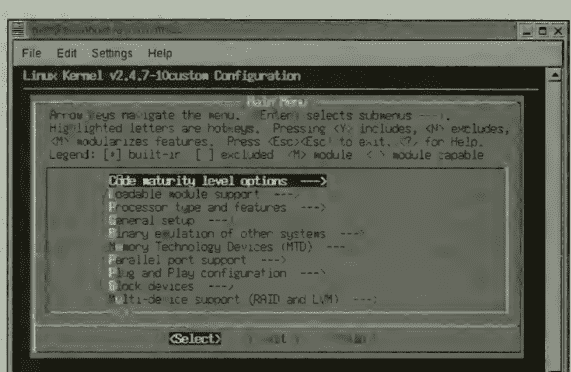 File Edit Settings Help
Linux Kernel v2.4.7-10custom Configuration
Main Menu
Arrow keys navigate the menu. <Enter> selects submenus --->.
Highlighted letters are hotkeys. Pressing <Y> includes, <N> excludes,
<M> modularizes features. Press <Esc><Esc> to exit, <?> for Help.
Legend: [*] built-in [ ] excluded <M> module < > module capable
Code maturity level options --->
Loadable module support --->
Processor type and features --->
General setup --->
Binary emulation of other systems --->
Memory Technology Devices (MTD) --->
Parallel port support --->
Plug and Play configuration --->
Block devices --->
Multi-device support (RAID and LVM) --->
<Select>